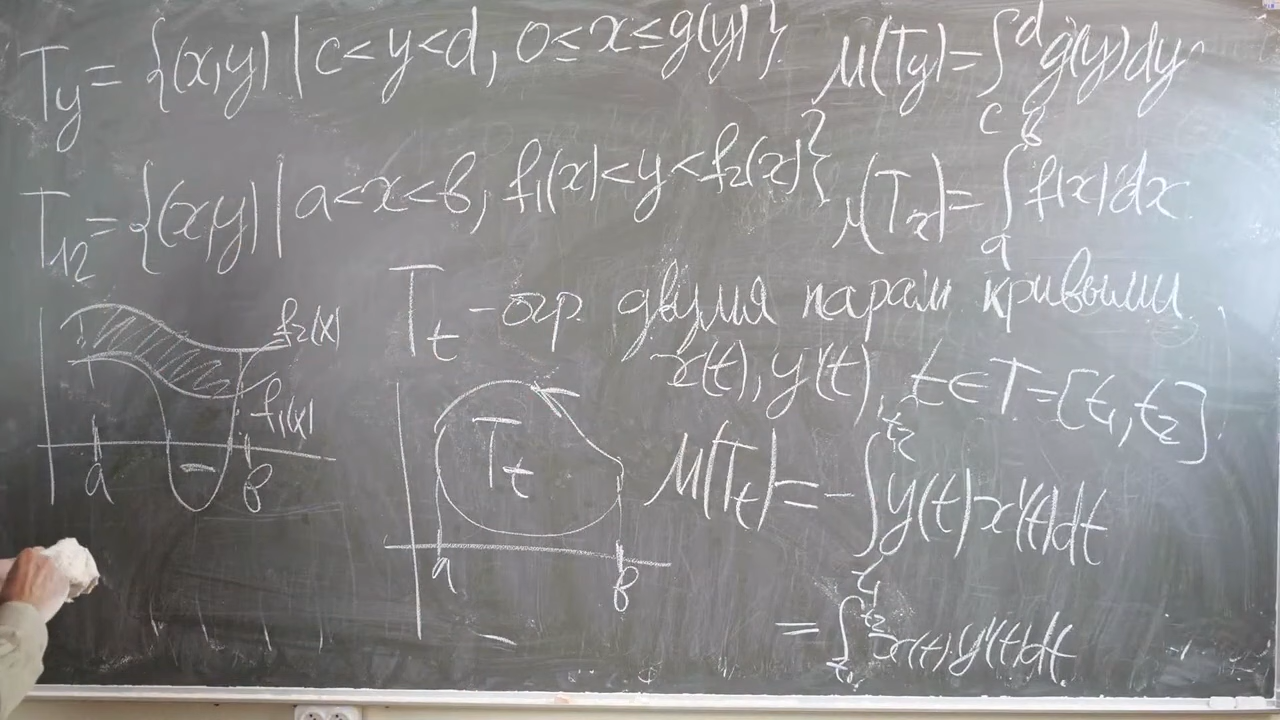 T_y = {(x,y) | c<y<d, 0≤x≤g(y)} μ(T_y)=∫_c^d g(y)dy
T_12 = {(x,y) | a<x<в, f_1(x)<y<f_2(x)} μ(T_x)=∫_a^в f(x)dx
T_t - огр. двумя парам кривыми
x(t), y(t), t∈T=[t_1, t_2].
f_2(x)
f_1(x)
a
в
T_t
a
в
μ(T_t)=-∫_{t_1}^{t_2} y(t)x'(t)dt
=∫_{t_1}^{t_2} x(t)y'(t)dt